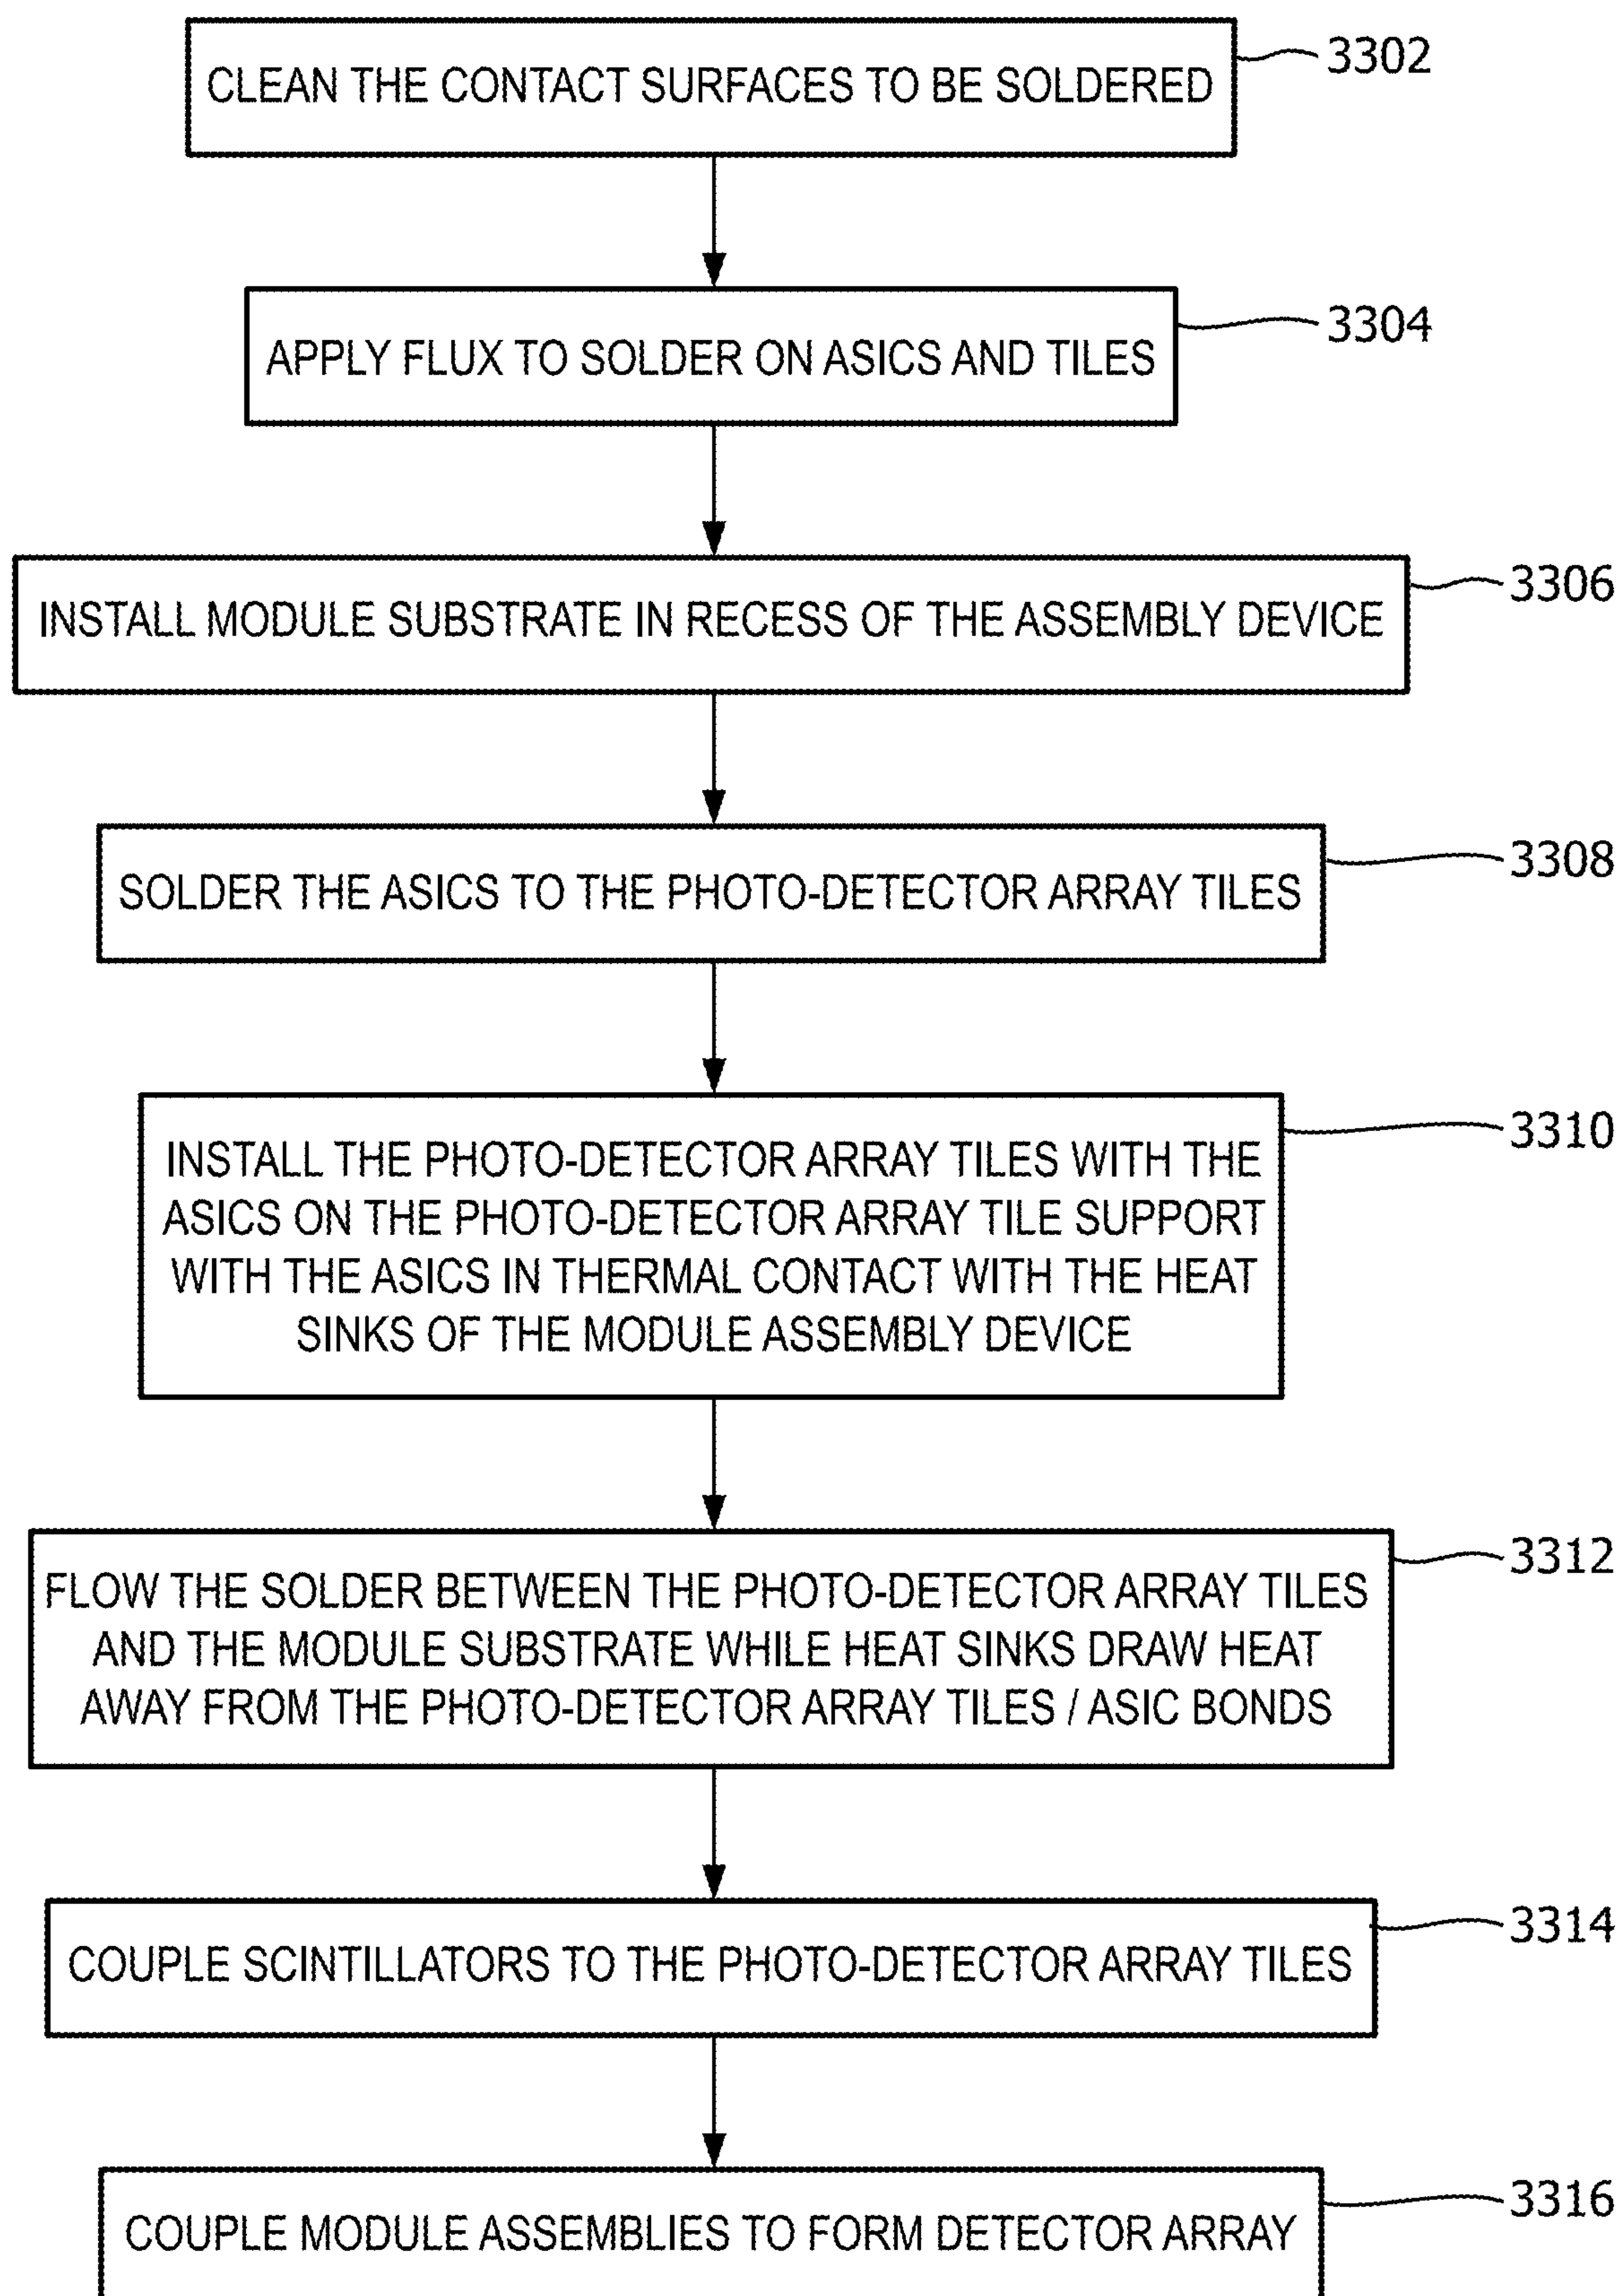 CLEAN THE CONTACT SURFACES TO BE SOLDERED
3302
APPLY FLUX TO SOLDER ON ASICS AND TILES
3304
INSTALL MODULE SUBSTRATE IN RECESS OF THE ASSEMBLY DEVICE
3306
SOLDER THE ASICS TO THE PHOTO-DETECTOR ARRAY TILES
3308
INSTALL THE PHOTO-DETECTOR ARRAY TILES WITH THE
ASICS ON THE PHOTO-DETECTOR ARRAY TILE SUPPORT
WITH THE ASICS IN THERMAL CONTACT WITH THE HEAT
SINKS OF THE MODULE ASSEMBLY DEVICE
3310
FLOW THE SOLDER BETWEEN THE PHOTO-DETECTOR ARRAY TILES
AND THE MODULE SUBSTRATE WHILE HEAT SINKS DRAW HEAT
AWAY FROM THE PHOTO-DETECTOR ARRAY TILES / ASIC BONDS
3312
COUPLE SCINTILLATORS TO THE PHOTO-DETECTOR ARRAY TILES
3314
COUPLE MODULE ASSEMBLIES TO FORM DETECTOR ARRAY
3316